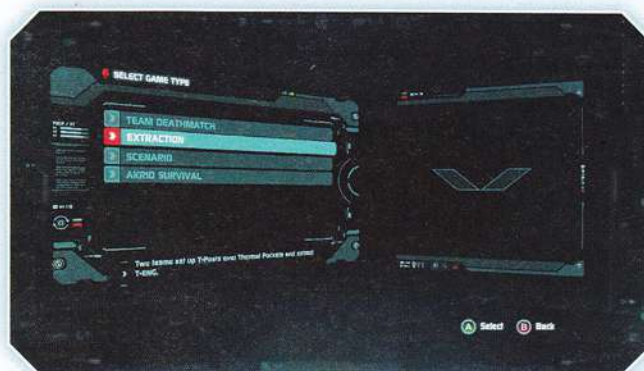 SELECT GAME TYPE
TEAM DEATHMATCH
EXTRACTION
SCENARIO
AKRID SURVIVAL
Two teams set up T-Posts over Thermal Pockets and extract
T-ENG.
A Select B Back